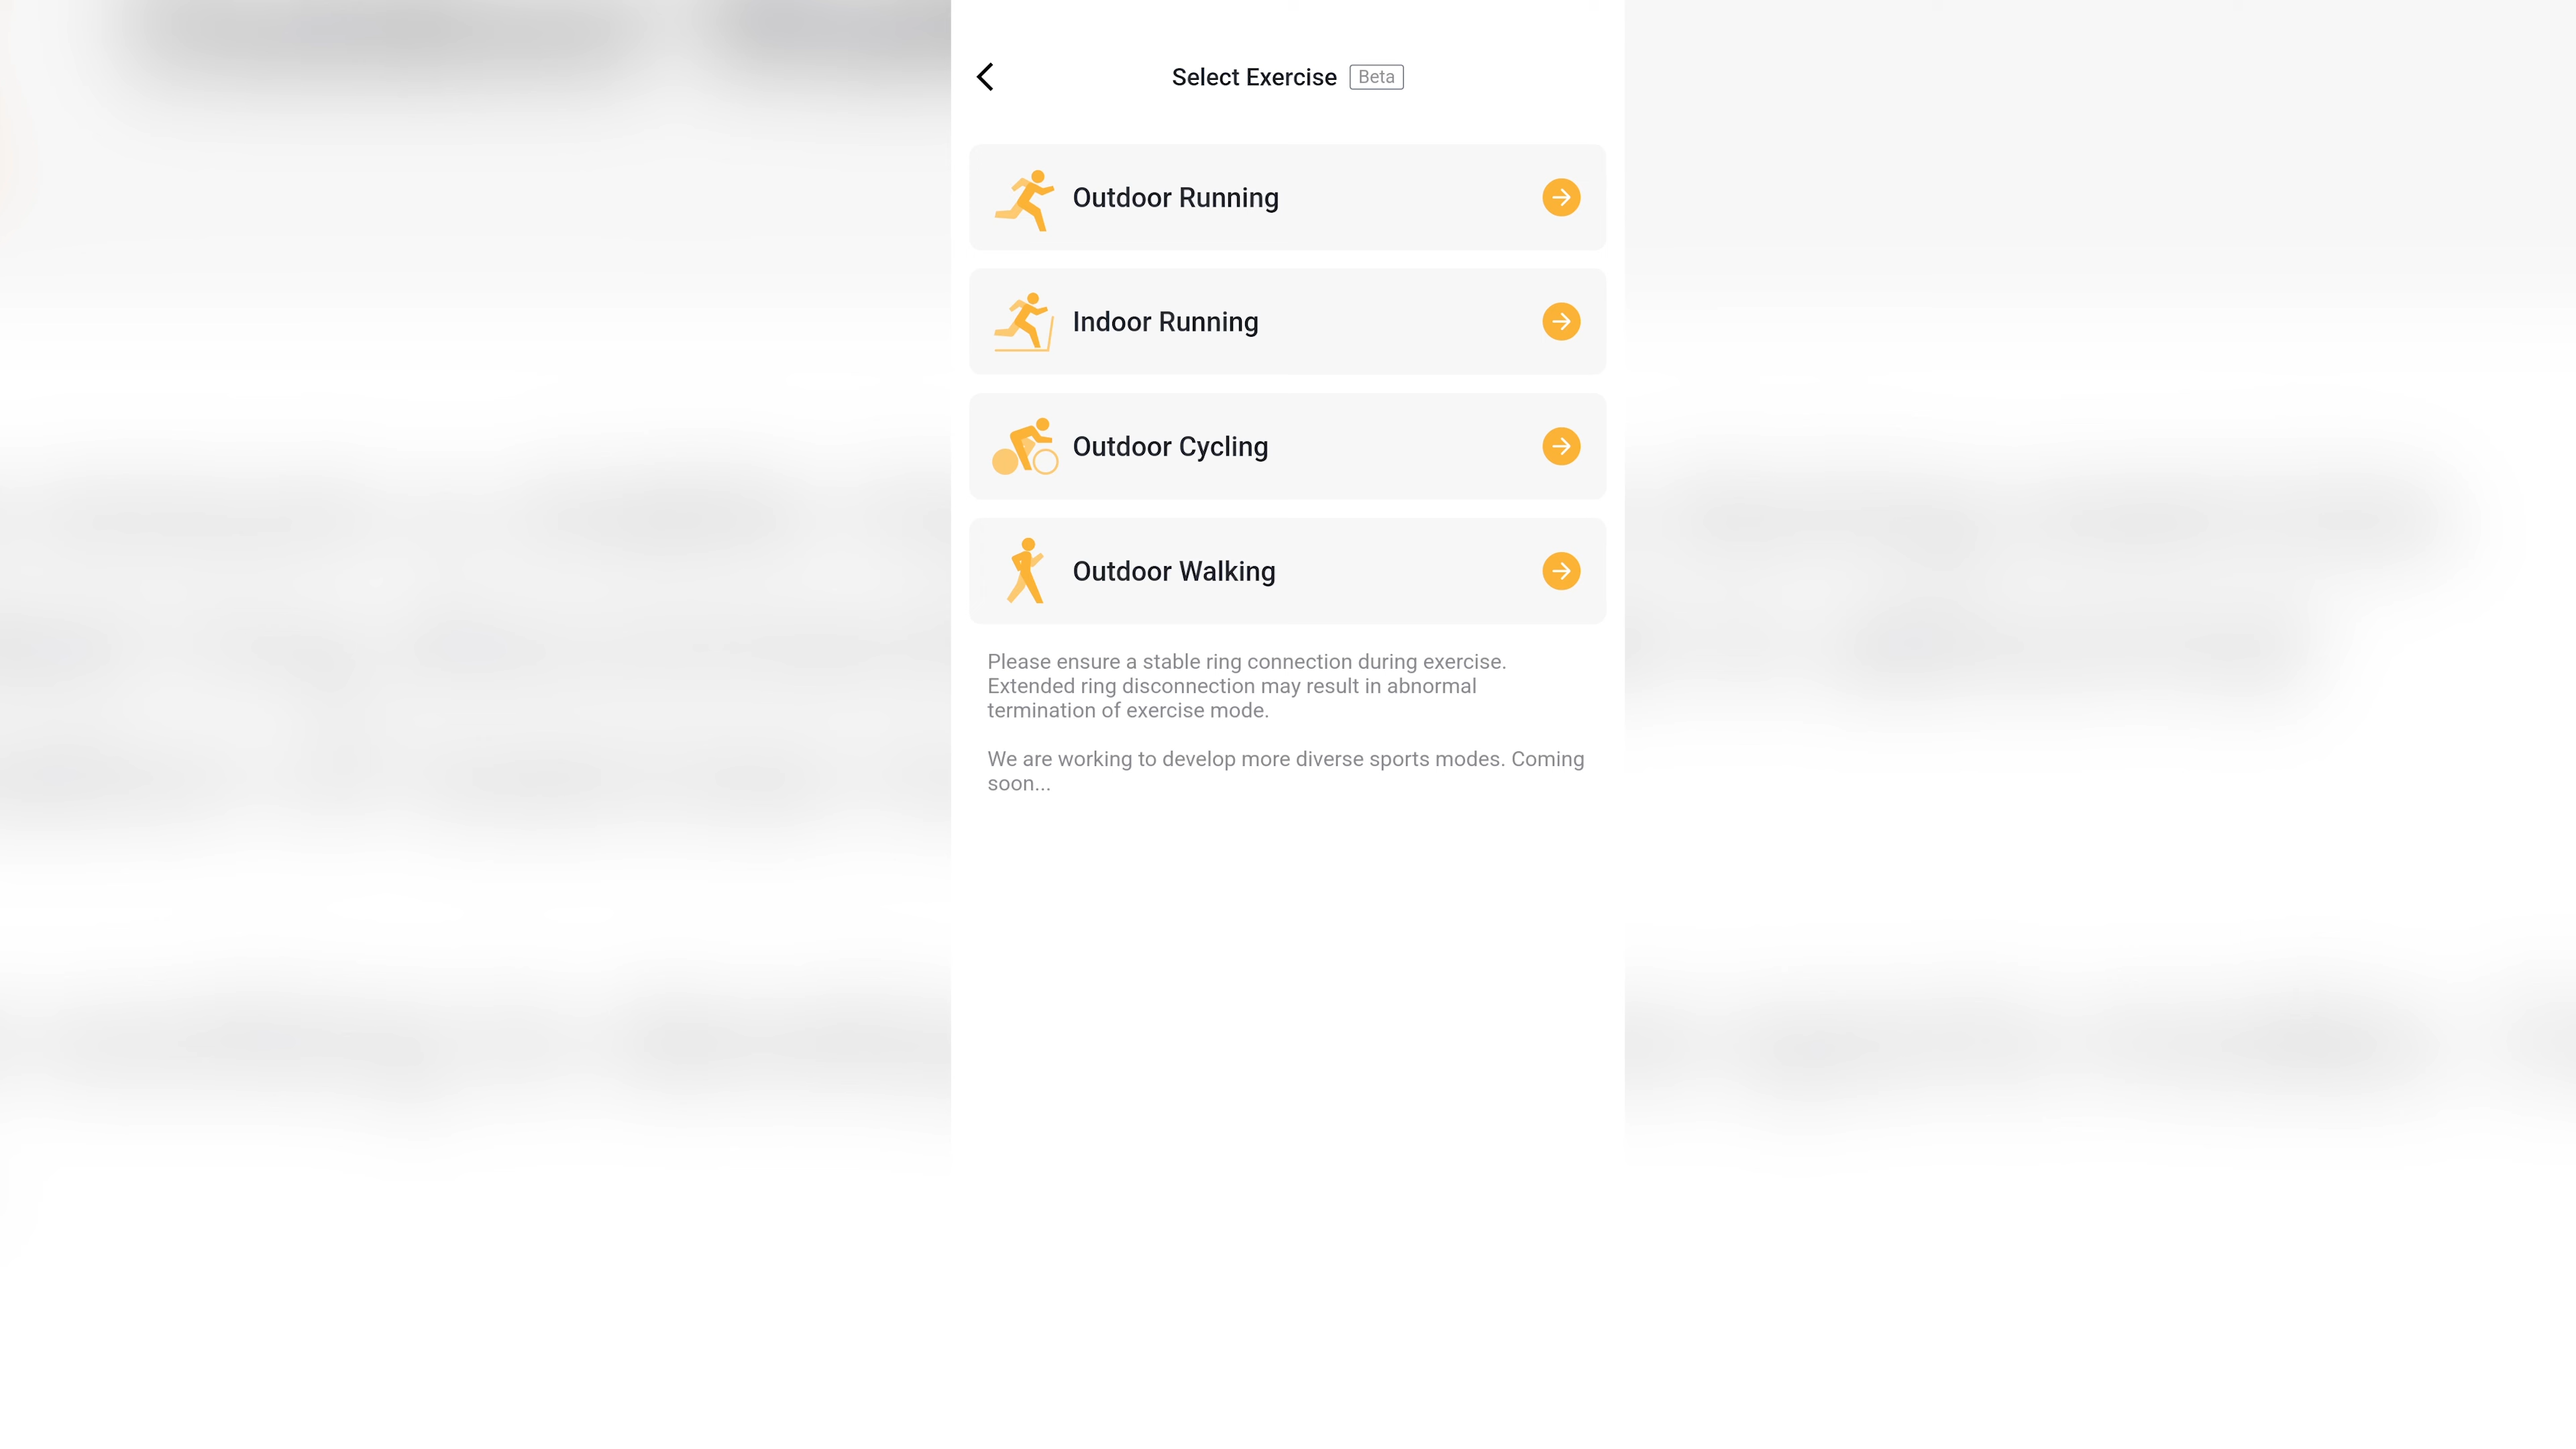 Select Exercise Beta
Outdoor Running
Indoor Running
Outdoor Cycling
Outdoor Walking
Please ensure a stable ring connection during exercise.
Extended ring disconnection may result in abnormal
termination of exercise mode.
We are working to develop more diverse sports modes. Coming
soon...